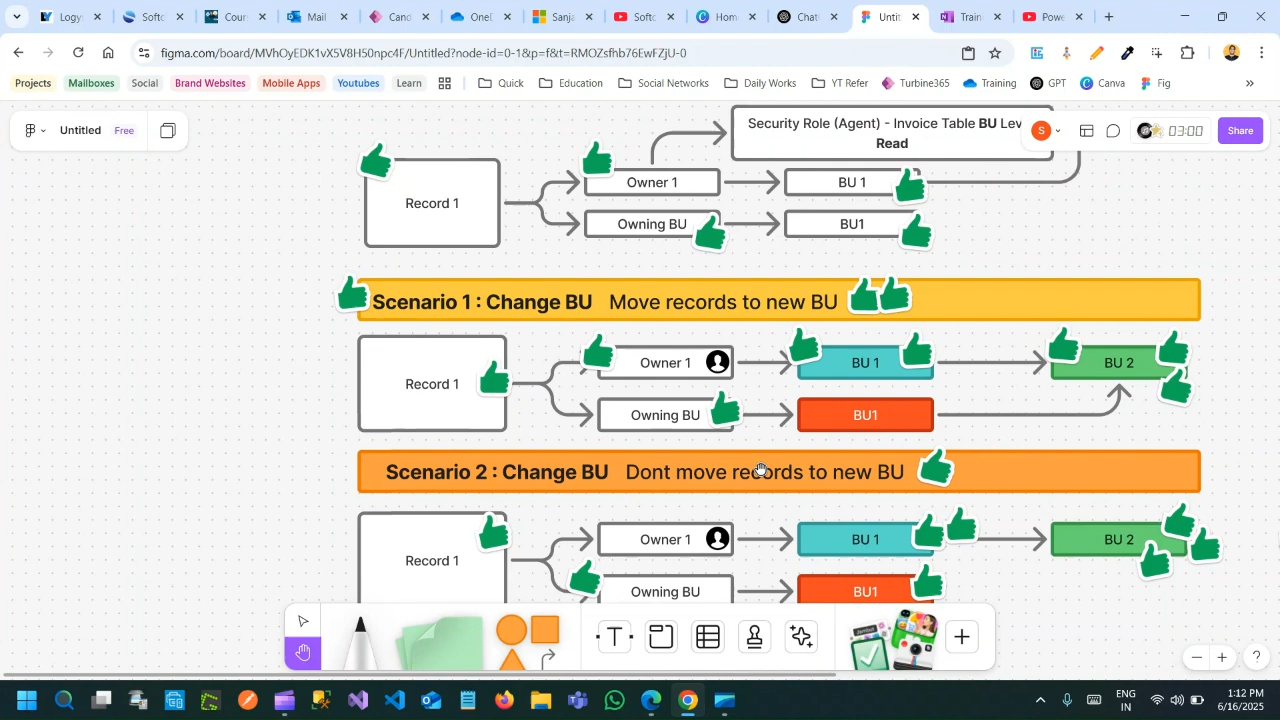 Logy
Sol
Cours
Mail
Cand
OneD
Sanja
Softc
Hom
Chat
Unti
Train
Powe
figma.com/board/MVhOyEDK1vX5V8H50npc4F/Untitled?node-id=0-1&p=f&t=RMOZsfhb76EwFZjU-0
Projects
Mailboxes
Social
Brand Websites
Mobile Apps
Youtubes
Learn
Quick
Education
Social Networks
Daily Works
YT Refer
Turbine365
Training
GPT
Canva
Fig
Untitled
Free
S
03:00
Share
Security Role (Agent) - Invoice Table BU Lev
Read
Record 1
Owner 1
BU 1
Owning BU
BU1
Scenario 1 : Change BU Move records to new BU
Record 1
Owner 1
BU 1
BU 2
Owning BU
BU1
Scenario 2 : Change BU Dont move records to new BU
Record 1
Owner 1
BU 1
BU 2
Owning BU
BU1
T
?
ENG
IN
1:12 PM
6/16/2025